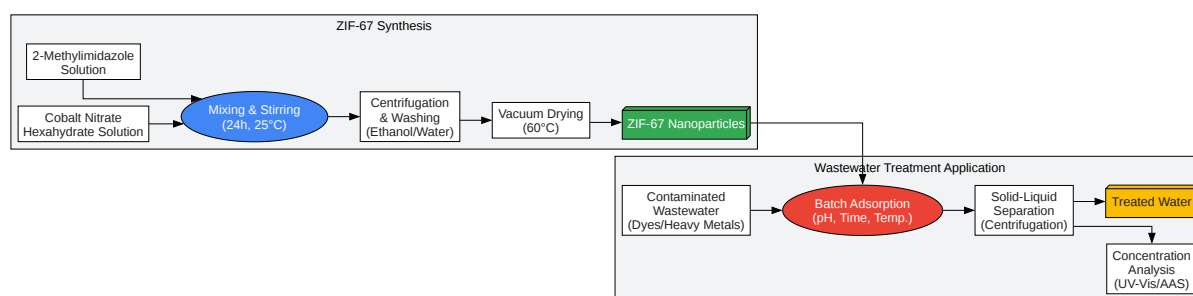 ZIF-67 Synthesis
2-Methylimidazole
Solution
Cobalt Nitrate
Hexahydrate Solution
Mixing & Stirring
(24h, 25°C)
Centrifugation
& Washing
(Ethanol/Water)
Vacuum Drying
(60°C)
ZIF-67 Nanoparticles
Wastewater Treatment Application
Contaminated
Wastewater
(Dyes/Heavy Metals)
Batch Adsorption
(pH, Time, Temp.)
Solid-Liquid
Separation
(Centrifugation)
Treated Water
Concentration
Analysis
(UV-Vis/AAS)